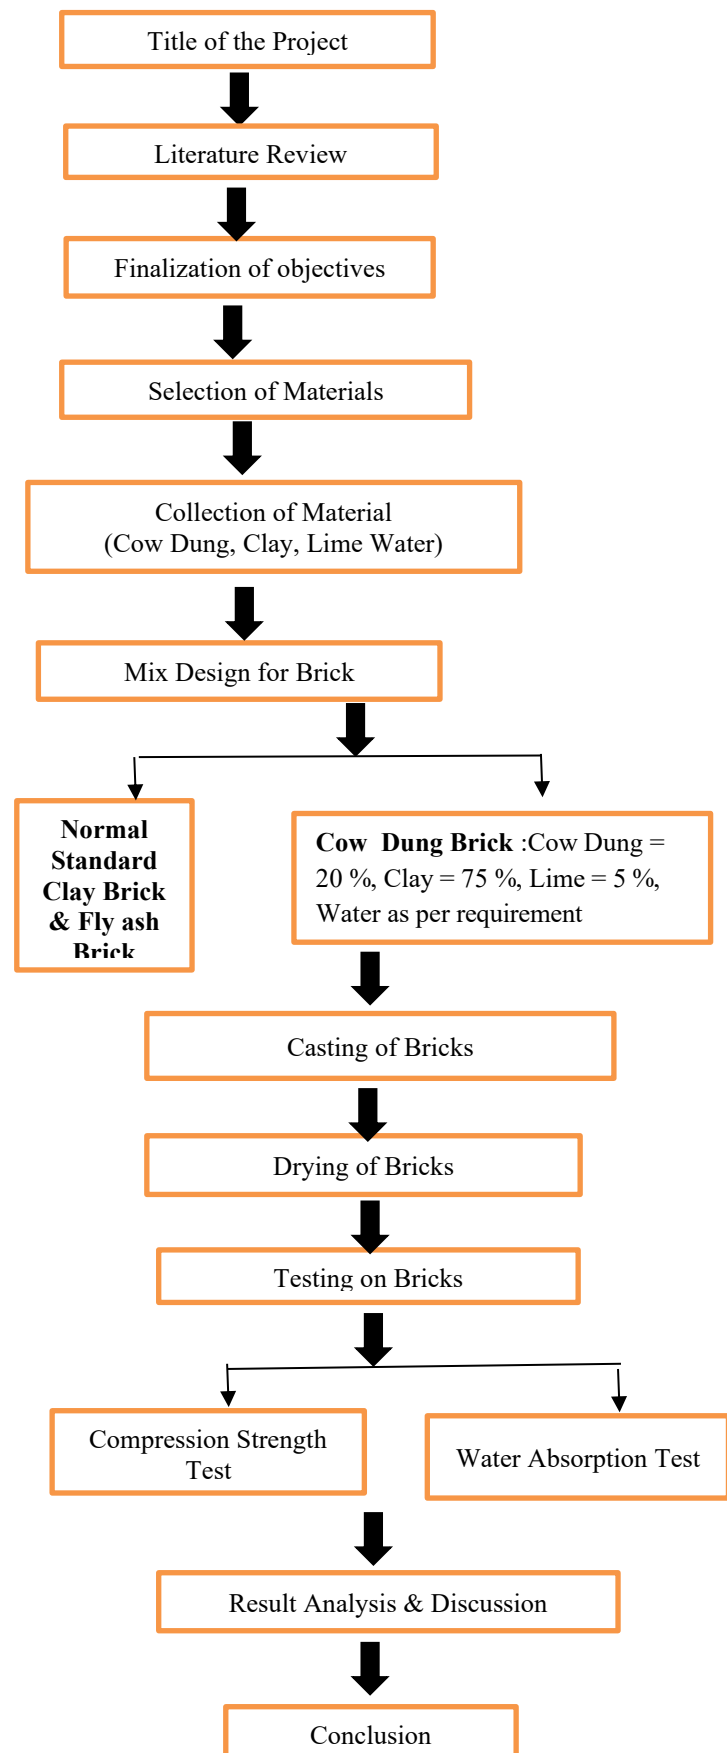 Title of the Project
Literature Review
Finalization of objectives
Selection of Materials
Collection of Material
(Cow Dung, Clay, Lime Water)
Mix Design for Brick
Normal
Standard
Clay Brick
& Fly ash
Brick
Cow Dung Brick :Cow Dung =
20 %, Clay = 75 %, Lime = 5 %,
Water as per requirement
Casting of Bricks
Drying of Bricks
Testing on Bricks
Compression Strength
Test
Water Absorption Test
Result Analysis & Discussion
Conclusion